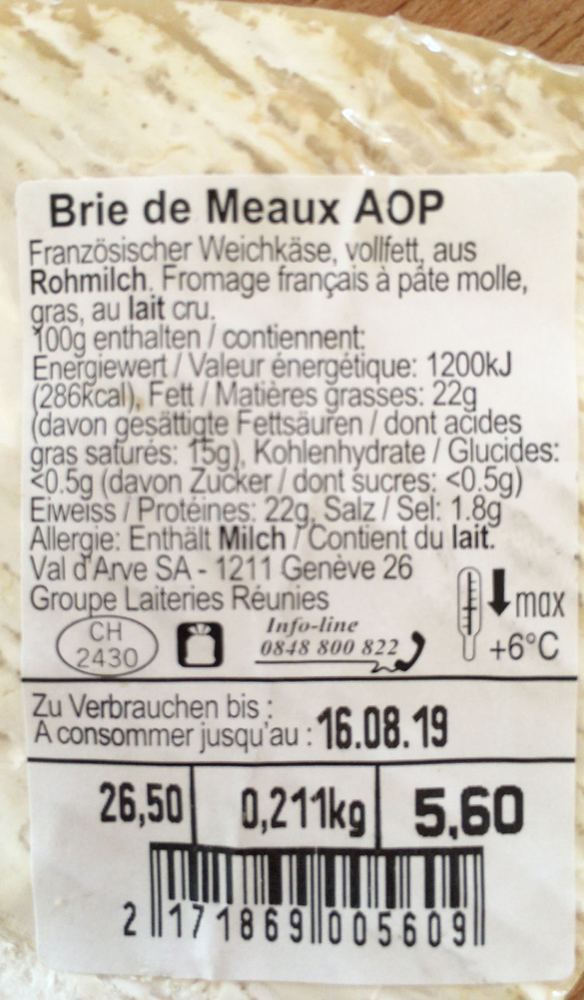 Brie de Meaux AOP
Französischer Weichkäse, vollfett, aus
Rohmilch. Fromage français à pâte molle,
gras, au lait cru.
100g enthalten / contiennent:
Energiewert / Valeur énergétique: 1200kJ
(286kcal), Fett / Matières grasses: 22g
(davon gesättigte Fettsäuren / dont acides
gras saturés: 15g), Kohlenhydrate / Glucides:
<0.5g (davon Zucker / dont sucres: <0.5g)
Eiweiss / Protéines: 22g, Salz / Sel: 1.8g
Allergie: Enthält Milch / Contient du lait.
Val d'Arve SA - 1211 Genève 26
Groupe Laiteries Réunies
CH
2430
Info-line
0848 800 822
max
+6°C
Zu Verbrauchen bis :
A consommer jusqu'au : 16.08.19
26,50 0,211kg 5.60
2 171869 005609